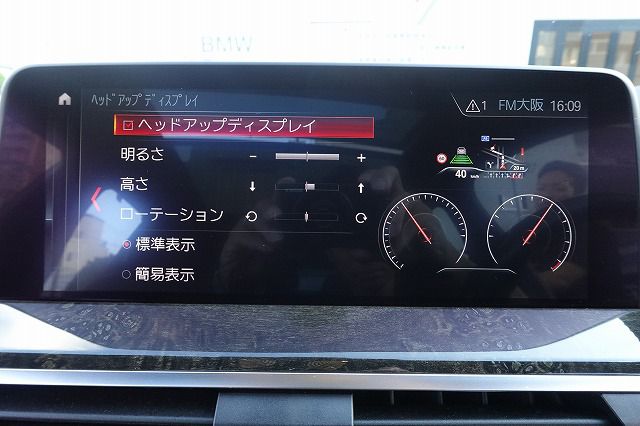 BMW
ﾍｯﾄﾞｱｯﾌﾟﾃﾞｨｽﾌﾟﾚｲ
1 FM大阪 16:09
ヘッドアップディスプレイ
明るさ - +
高さ
ローテーション
標準表示
簡易表示
40 km/h
20 m